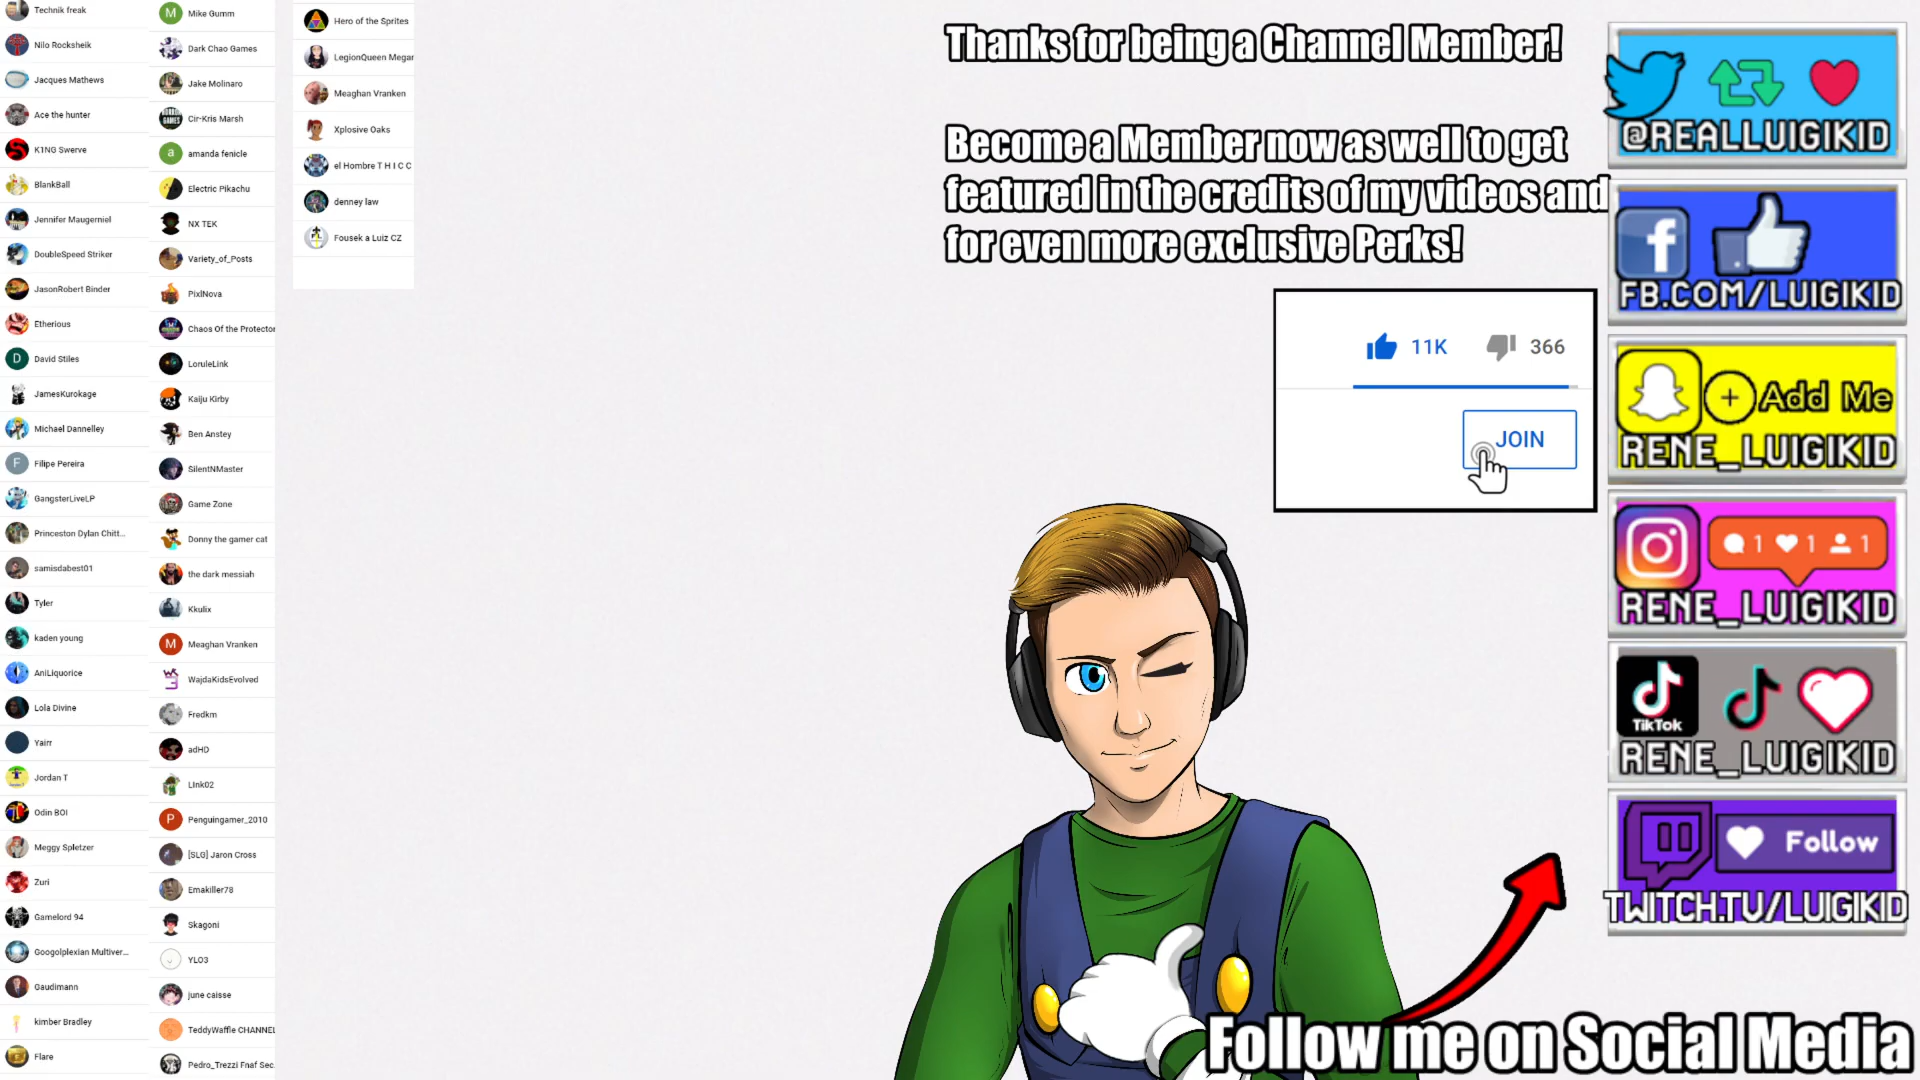 Technik freak
Nilo Rocksheik
Jacques Mathews
Ace the hunter
K1NG Swerve
BlankBall
Jennifer Maugerniel
DoubleSpeed Striker
JasonRobert Binder
Etherious
D David Stiles
JamesKurokage
Michael Dannelley
F Filipe Pereira
GangsterLiveLP
Princeston Dylan Chitt...
samisdabest01
Tyler
kaden young
AniLiquorice
Lola Divine
Yairr
Jordan T
Odin BOI
Meggy Spletzer
Zuri
Gamelord 94
Googolplexian Multiver...
Gaudimann
kimber Bradley
Flare
M Mike Gumm
Dark Chao Games
Jake Molinaro
Cir-Kris Marsh
a amanda fenicle
Electric Pikachu
NX TEK
Variety_of_Posts
PixlNova
Chaos Of the Protector
LoruleLink
Kaiju Kirby
Ben Anstey
SilentNMaster
Game Zone
Donny the gamer cat
the dark messiah
Kkulix
M Meaghan Vranken
WajdaKidsEvolved
Fredkm
adHD
LInk02
P Penguingamer_2010
[SLG] Jaron Cross
Emakiller78
Skagoni
YLO3
june caisse
TeddyWaffle CHANNEL
Pedro_Trezzi Fnaf Sec.
Hero of the Sprites
LegionQueen Megan
Meaghan Vranken
Xplosive Oaks
el Hombre T H I C C
denney law
Fousek a Luiz CZ
Thanks for being a Channel Member!
Become a Member now as well to get
featured in the credits of my videos and
for even more exclusive Perks!
11K 366
JOIN
@REALLUIGIKID
f
FB.COM/LUIGIKID
+ Add Me
RENE_LUIGIKID
1 1 1
RENE_LUIGIKID
TikTok
RENE_LUIGIKID
Follow
TWITCH.TV/LUIGIKID
Follow me on Social Media